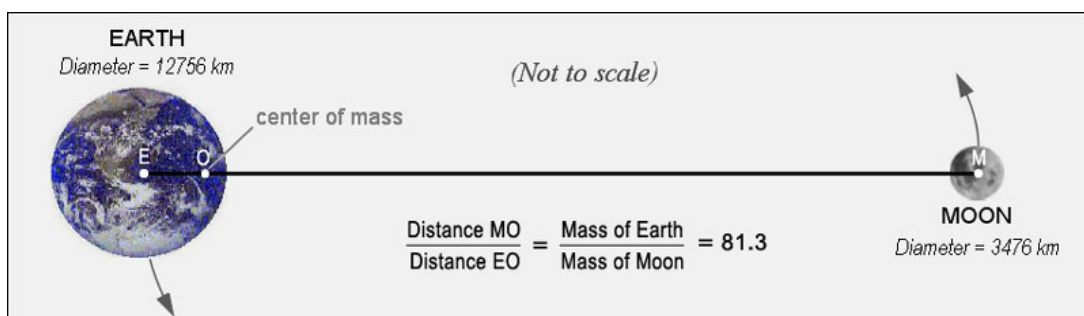 EARTH
Diameter = 12756 km
(Not to scale)
center of mass
E O M
MOON
Diameter = 3476 km
Distance MO / Distance EO = Mass of Earth / Mass of Moon = 81.3